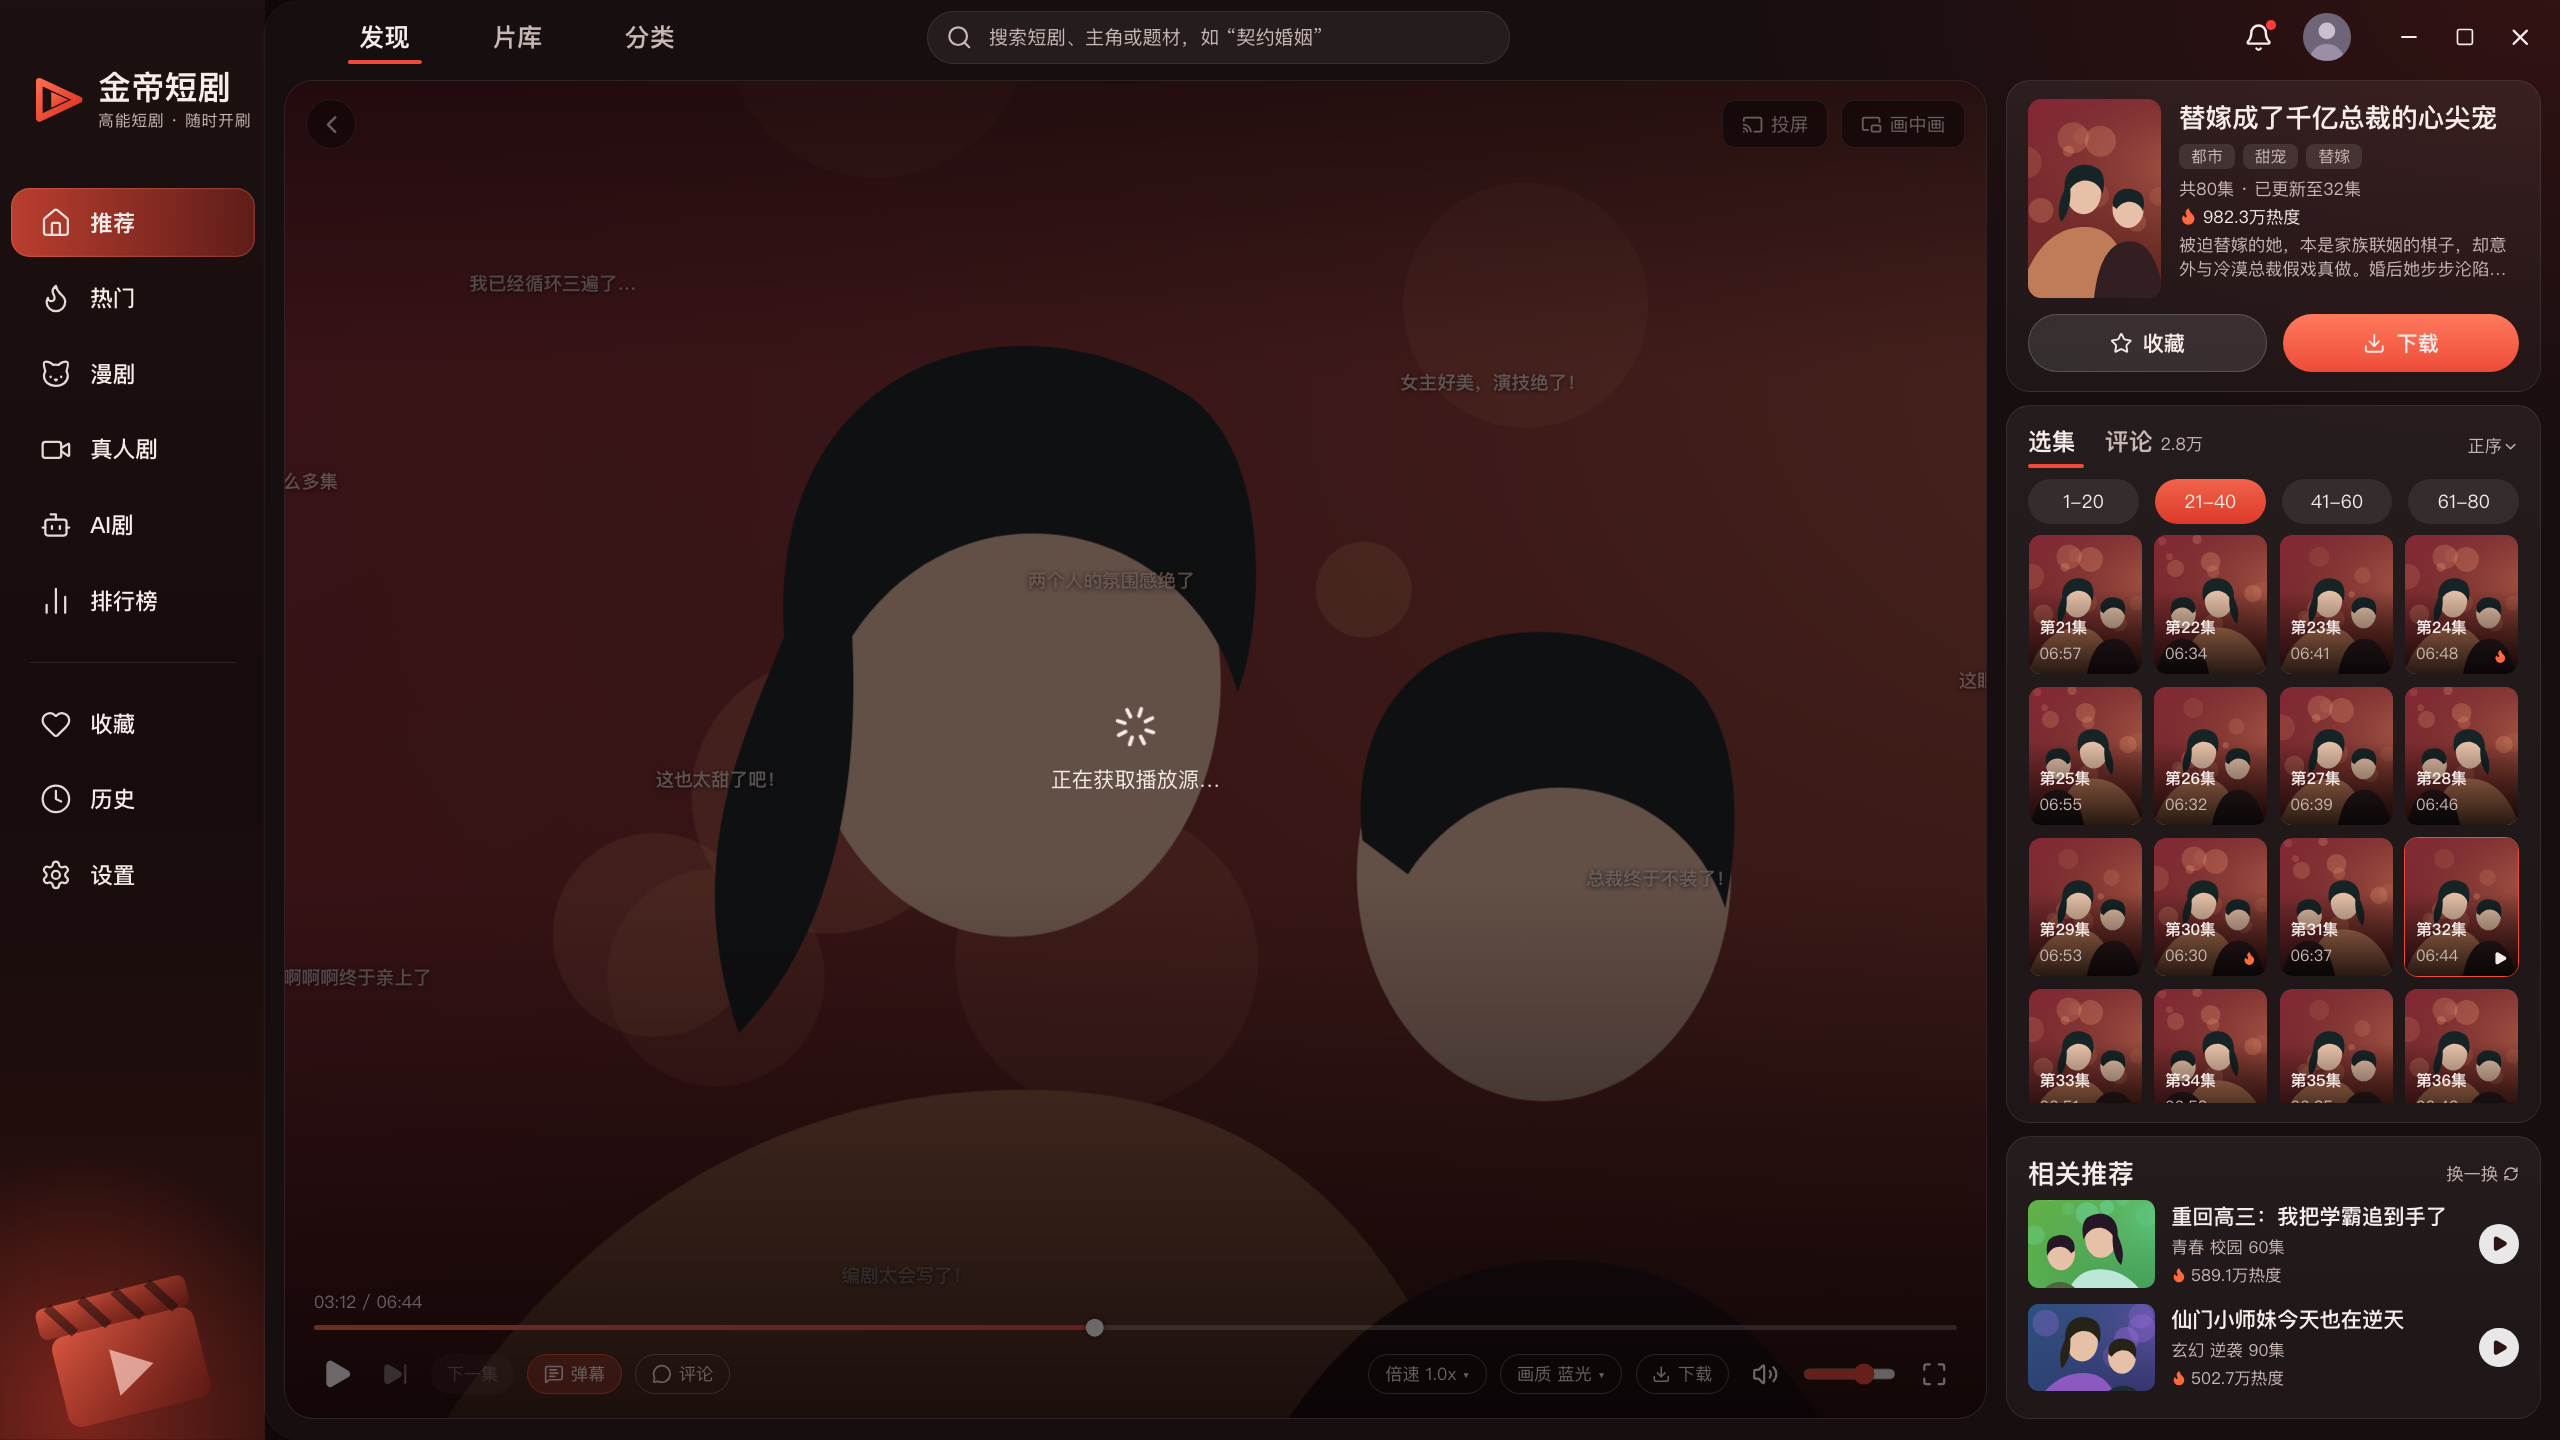 金帝短剧
高能短剧 · 随时开刷
推荐
热门
漫剧
真人剧
AI剧
排行榜
收藏
历史
设置
发现
片库
分类
搜索短剧、主角或题材，如 “契约婚姻”
投屏
画中画
我已经循环三遍了...
女主好美，演技绝了！
么多集
两个人的氛围感绝了
这
正在获取播放源...
这也太甜了吧！
总裁终于不装了！
啊啊啊终于亲上了
编剧太会写了！
03:12 / 06:44
下一集
弹幕
评论
倍速 1.0x
画质 蓝光
下载
替嫁成了千亿总裁的心尖宠
都市
甜宠
替嫁
共80集 · 已更新至32集
982.3万热度
被迫替嫁的她，本是家族联姻的棋子，却意
外与冷漠总裁假戏真做。婚后她步步沦陷...
收藏
下载
选集
评论 2.8万
正序
1–20
21–40
41–60
61–80
第21集
06:57
第22集
06:34
第23集
06:41
第24集
06:48
第25集
06:55
第26集
06:32
第27集
06:39
第28集
06:46
第29集
06:53
第30集
06:30
第31集
06:37
第32集
06:44
第33集
第34集
第35集
第36集
相关推荐
换一换
重回高三：我把学霸追到手了
青春 校园 60集
589.1万热度
仙门小师妹今天也在逆天
玄幻 逆袭 90集
502.7万热度